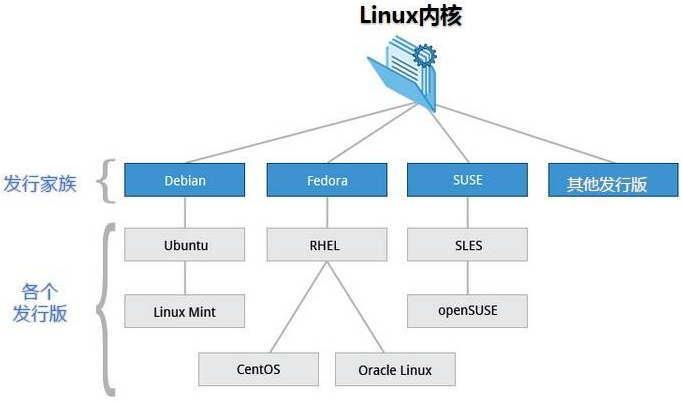 Linux内核
发行家族
Debian
Fedora
SUSE
其他发行版
各个
发行版
Ubuntu
RHEL
SLES
Linux Mint
openSUSE
CentOS
Oracle Linux